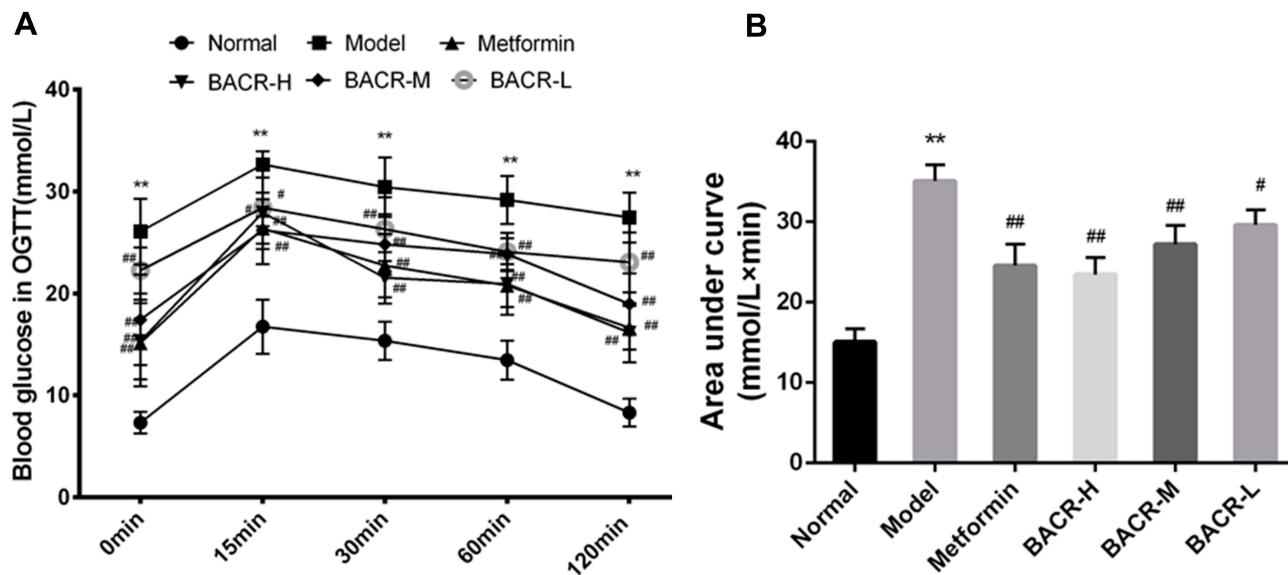 A
Normal Model Metformin
BACR-H BACR-M BACR-L
Blood glucose in OGTT(mmol/L)
40
30
20
10
0
** ** ** ** **
## # ## ## ##
## ## ## ## ##
## ## ## ## ##
## ## ## ## ##
0min 15min 30min 60min 120min
B
Area under curve
(mmol/L×min)
40
30
20
10
0
** ## ## ## #
Normal Model Metformin BACR-H BACR-M BACR-L